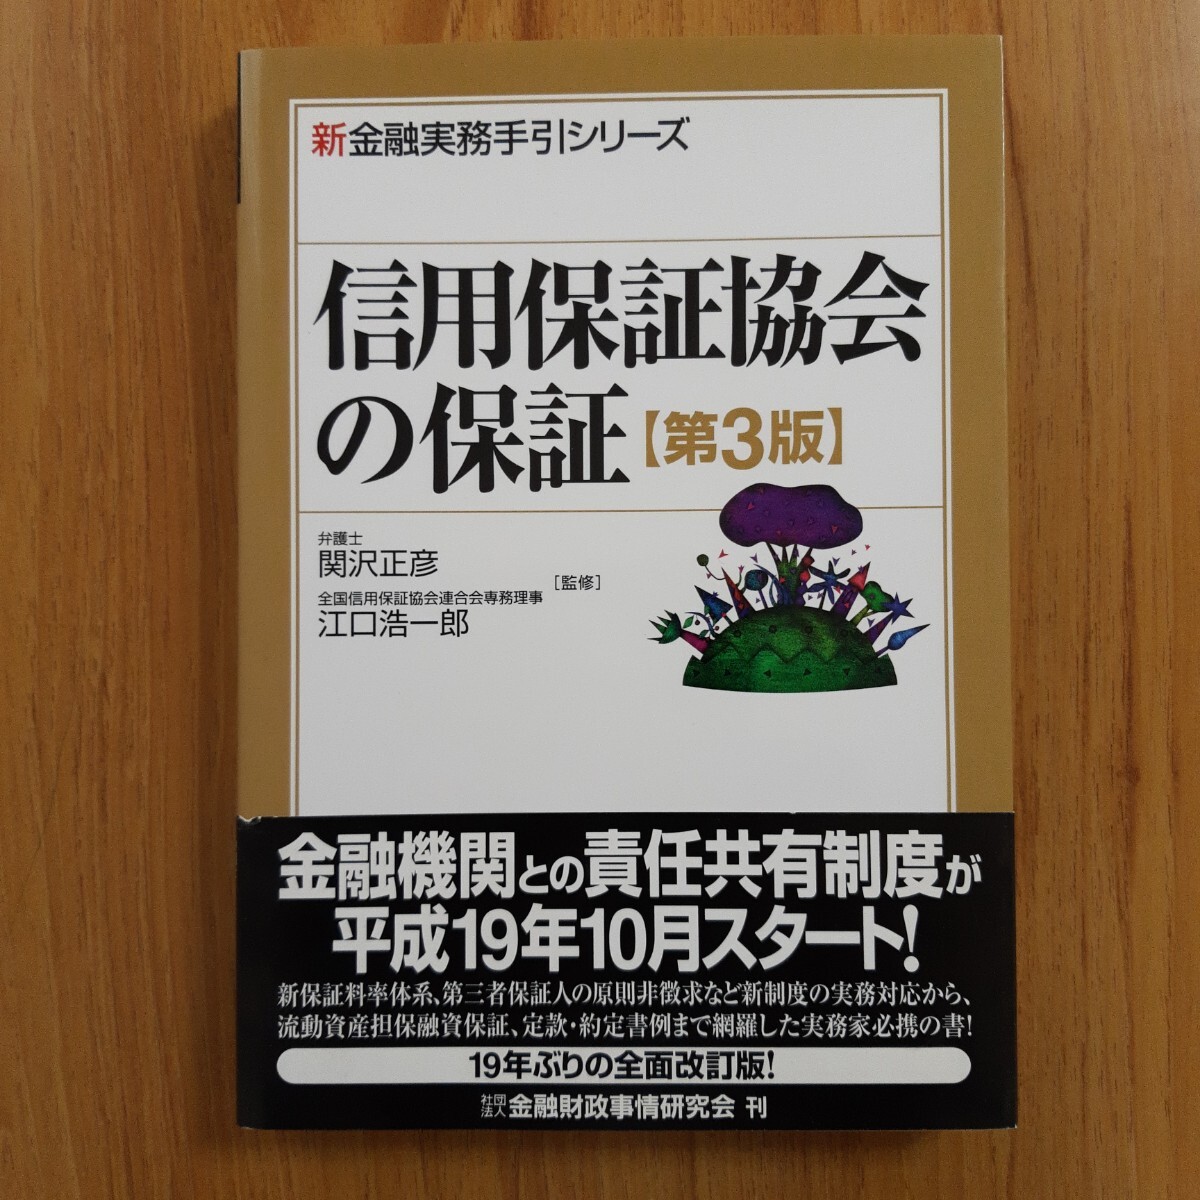 新金融実務手引シリーズ
信用保証協会
の保証【第3版】
弁護士
関沢正彦
全国信用保証協会連合会専務理事
江口浩一郎
[監修]
金融機関との責任共有制度が
平成19年10月スタート!
新保証料率体系、第三者保証人の原則非徴求など新制度の実務対応から、
流動資産担保融資保証、定款・約定書例まで網羅した実務家必携の書!
19年ぶりの全面改訂版!
社団法人 金融財政事情研究会 刊